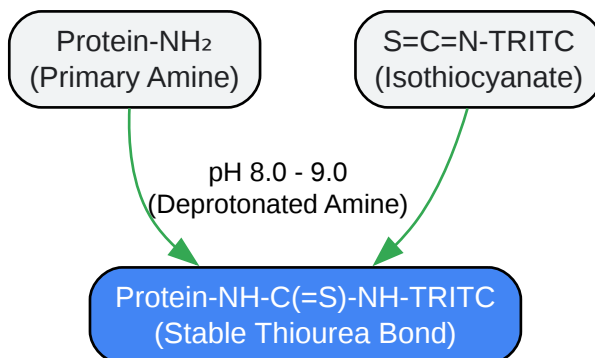 Protein-NH₂
(Primary Amine)
S=C=N-TRITC
(Isothiocyanate)
pH 8.0 - 9.0
(Deprotonated Amine)
Protein-NH-C(=S)-NH-TRITC
(Stable Thiourea Bond)